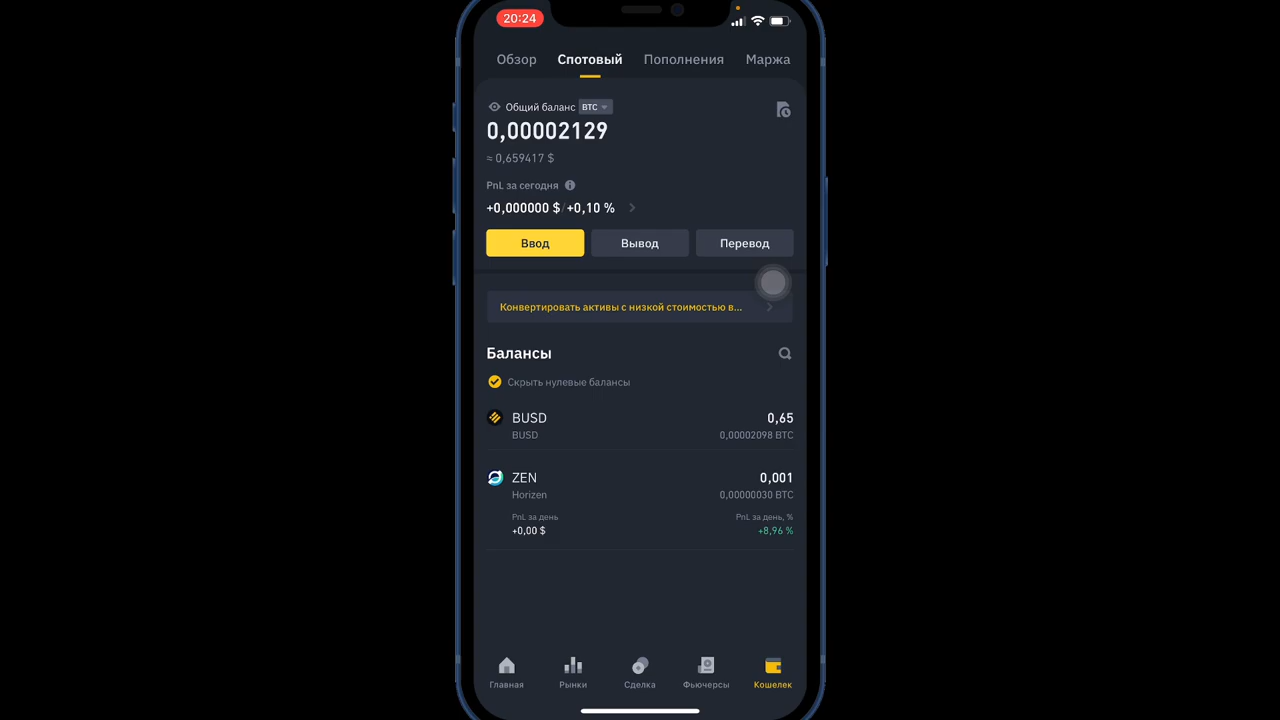 20:24
Обзор Спотовый Пополнения Маржа
Общий баланс BTC
0,00002129
≈ 0,659417 $
PnL за сегодня
+0,000000 $/+0,10 %
Ввод Вывод Перевод
Конвертировать активы с низкой стоимостью в...
Балансы
Скрыть нулевые балансы
BUSD 0,65
BUSD 0,00002098 BTC
ZEN 0,001
Horizen 0,00000030 BTC
PnL за день PnL за день, %
+0,00 $ +8,96 %
Главная Рынки Сделка Фьючерсы Кошелек